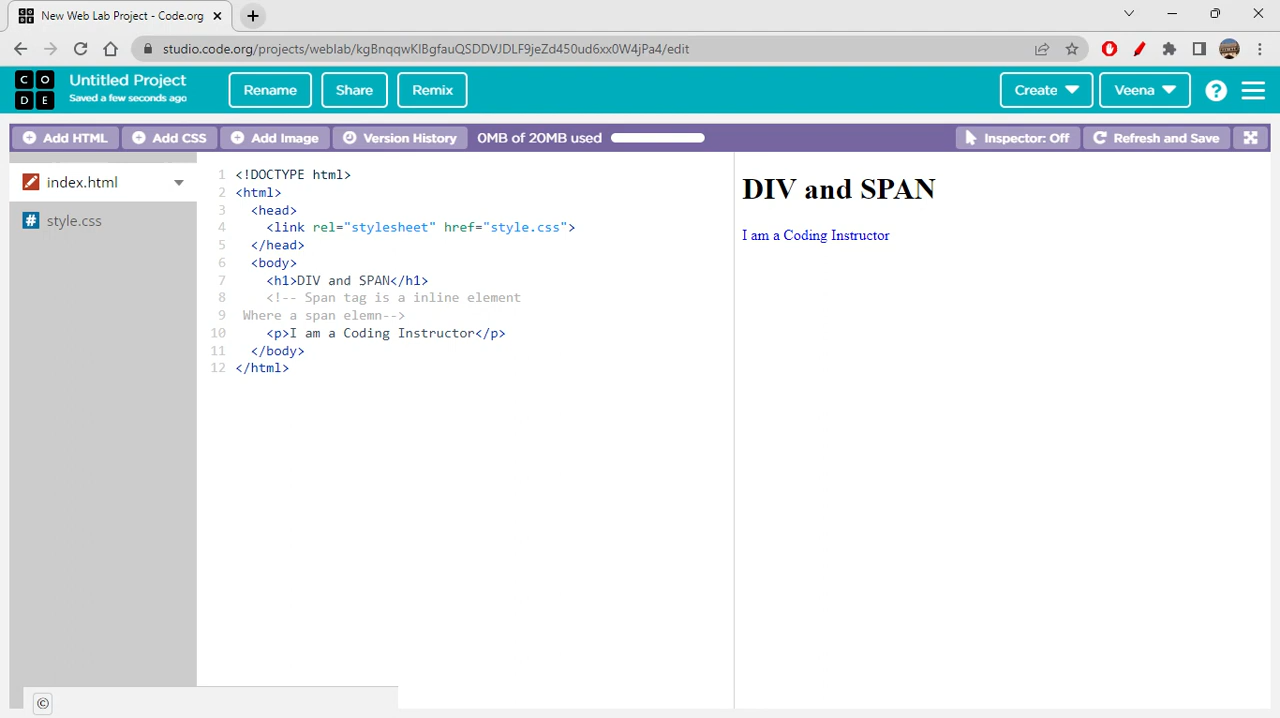 New Web Lab Project - Code.org
studio.code.org/projects/weblab/kgBnqqwKlBgfauQSDDVJDLF9jeZd450ud6xx0W4jPa4/edit
CODE
Untitled Project
Saved a few seconds ago
Rename
Share
Remix
Create
Veena
?
Add HTML
Add CSS
Add Image
Version History
0MB of 20MB used
Inspector: Off
Refresh and Save
index.html
style.css
1 <!DOCTYPE html>
2 <html>
3 <head>
4 <link rel="stylesheet" href="style.css">
5 </head>
6 <body>
7 <h1>DIV and SPAN</h1>
8 <!-- Span tag is a inline element
9 Where a span elemn-->
10 <p>I am a Coding Instructor</p>
11 </body>
12 </html>
DIV and SPAN
I am a Coding Instructor
©